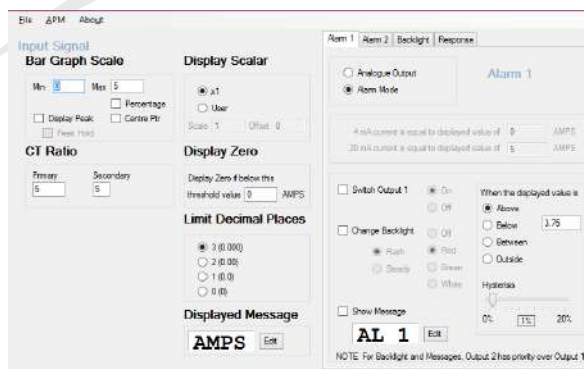 File APM About
Input Signal
Bar Graph Scale
Min 0 Max 5
Percentage
Display Peak Centre Ptr
Peak Hold
CT Ratio
Primary Secondary
5 5
Display Scalar
x1
User
Scale 1 Offset 0
Display Zero
Display Zero if below this
threshold value 0 AMPS
Limit Decimal Places
3 (0.000)
2 (0.00)
1 (0.0)
0 (0)
Displayed Message
AMPS Edit
Alarm 1 Alarm 2 Backlight Response
Analogue Output
Alarm Mode
Alarm 1
4 mA current is equal to displayed value of 0 AMPS
20 mA current is equal to displayed value of 5 AMPS
Switch Output 1 On
Off
Change Backlight Off
Flash Red
Steady Green
White
When the displayed value is
Above
Below 3.75
Between
Outside
Hysterisis
0% 1% 20%
Show Message
AL 1 Edit
NOTE For Backlight and Messages, Output 2 has priority over Output 1